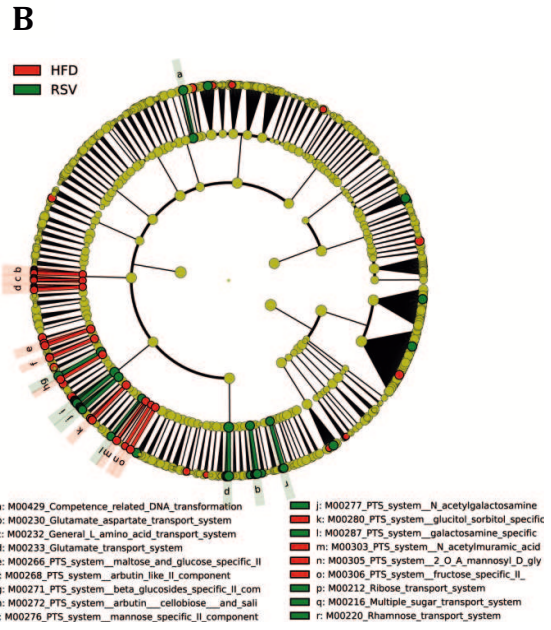 B
HFD
RSV
a
d c b
e
f
h g
j i
k
l
m
n
o
p
q
r
: M00429_Competence_related_DNA_transformation
: M00230_Glutamate_aspartate_transport_system
: M00232_General_L_amino_acid_transport_system
: M00233_Glutamate_transport_system
: M00266_PTS_system__maltose_and_glucose_specific_II
: M00268_PTS_system__arbutin_like_II_component
: M00271_PTS_system__beta_glucosides_specific_II_com
: M00272_PTS_system__arbutin__cellobiose__and_sali
: M00276_PTS_system__mannose_specific_II_component
j: M00277_PTS_system__N_acetylgalactosamine
k: M00280_PTS_system__glucitol_sorbitol_specific
l: M00287_PTS_system__galactosamine_specific
m: M00303_PTS_system__N_acetylmuramic_acid
n: M00305_PTS_system__2_O_A_mannosyl_D_gly
o: M00306_PTS_system__fructose_specific_II_
p: M00212_Ribose_transport_system
q: M00216_Multiple_sugar_transport_system
r: M00220_Rhamnose_transport_system